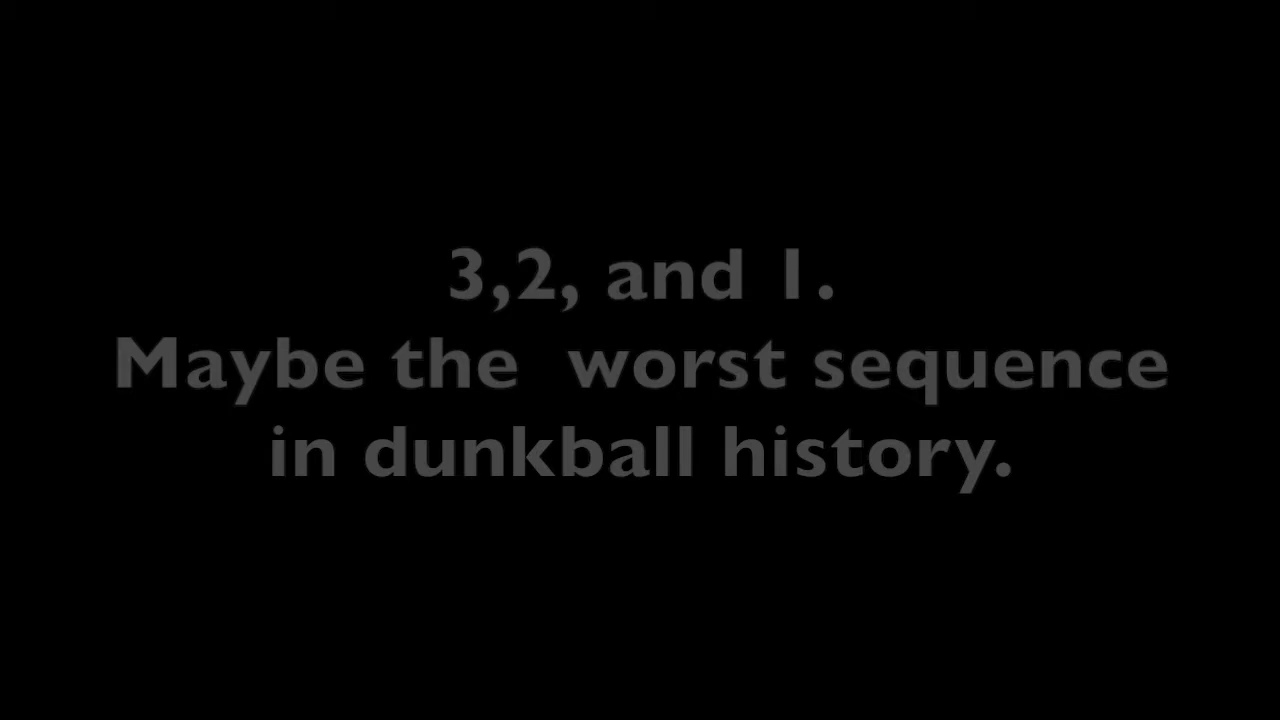 3,2, and 1.
Maybe the  worst sequence
in dunkball history.